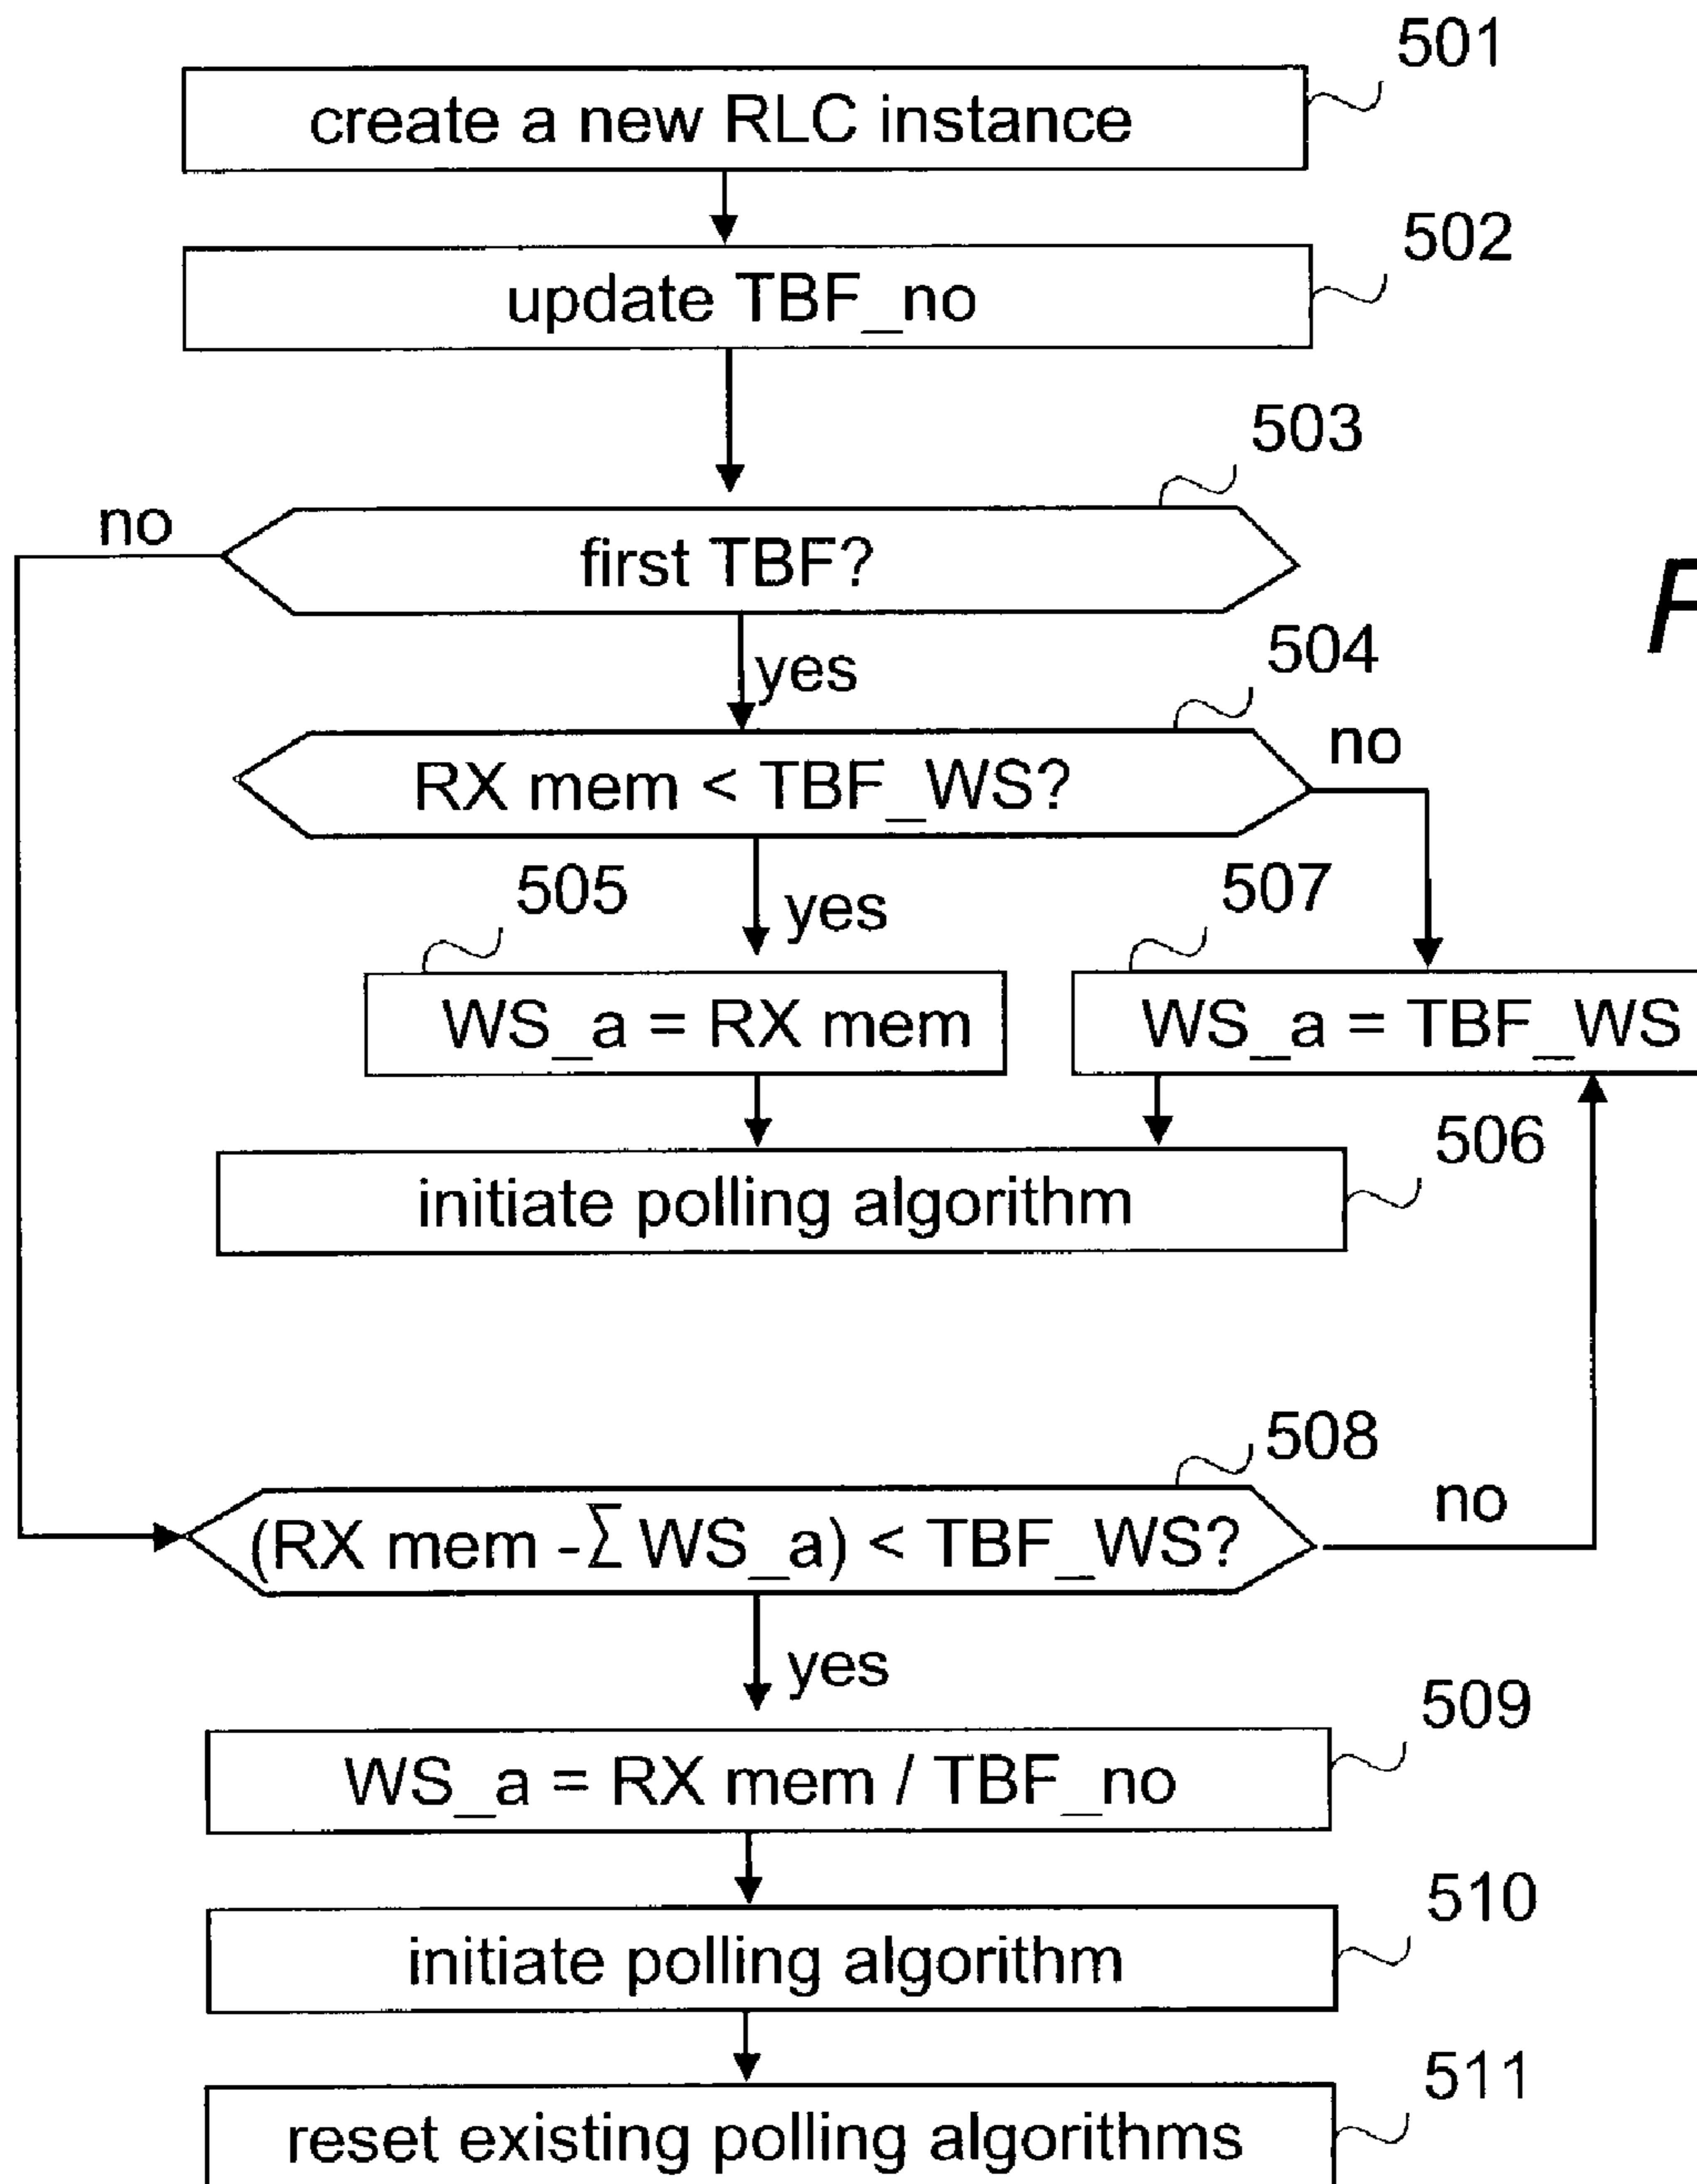 501
create a new RLC instance
502
update TBF_no
503
no
first TBF?
yes
504
RX mem < TBF_WS?
no
505
yes
507
WS_a = RX mem
WS_a = TBF_WS
506
initiate polling algorithm
508
(RX mem -∑ WS_a) < TBF_WS?
no
yes
509
WS_a = RX mem / TBF_no
510
initiate polling algorithm
511
reset existing polling algorithms